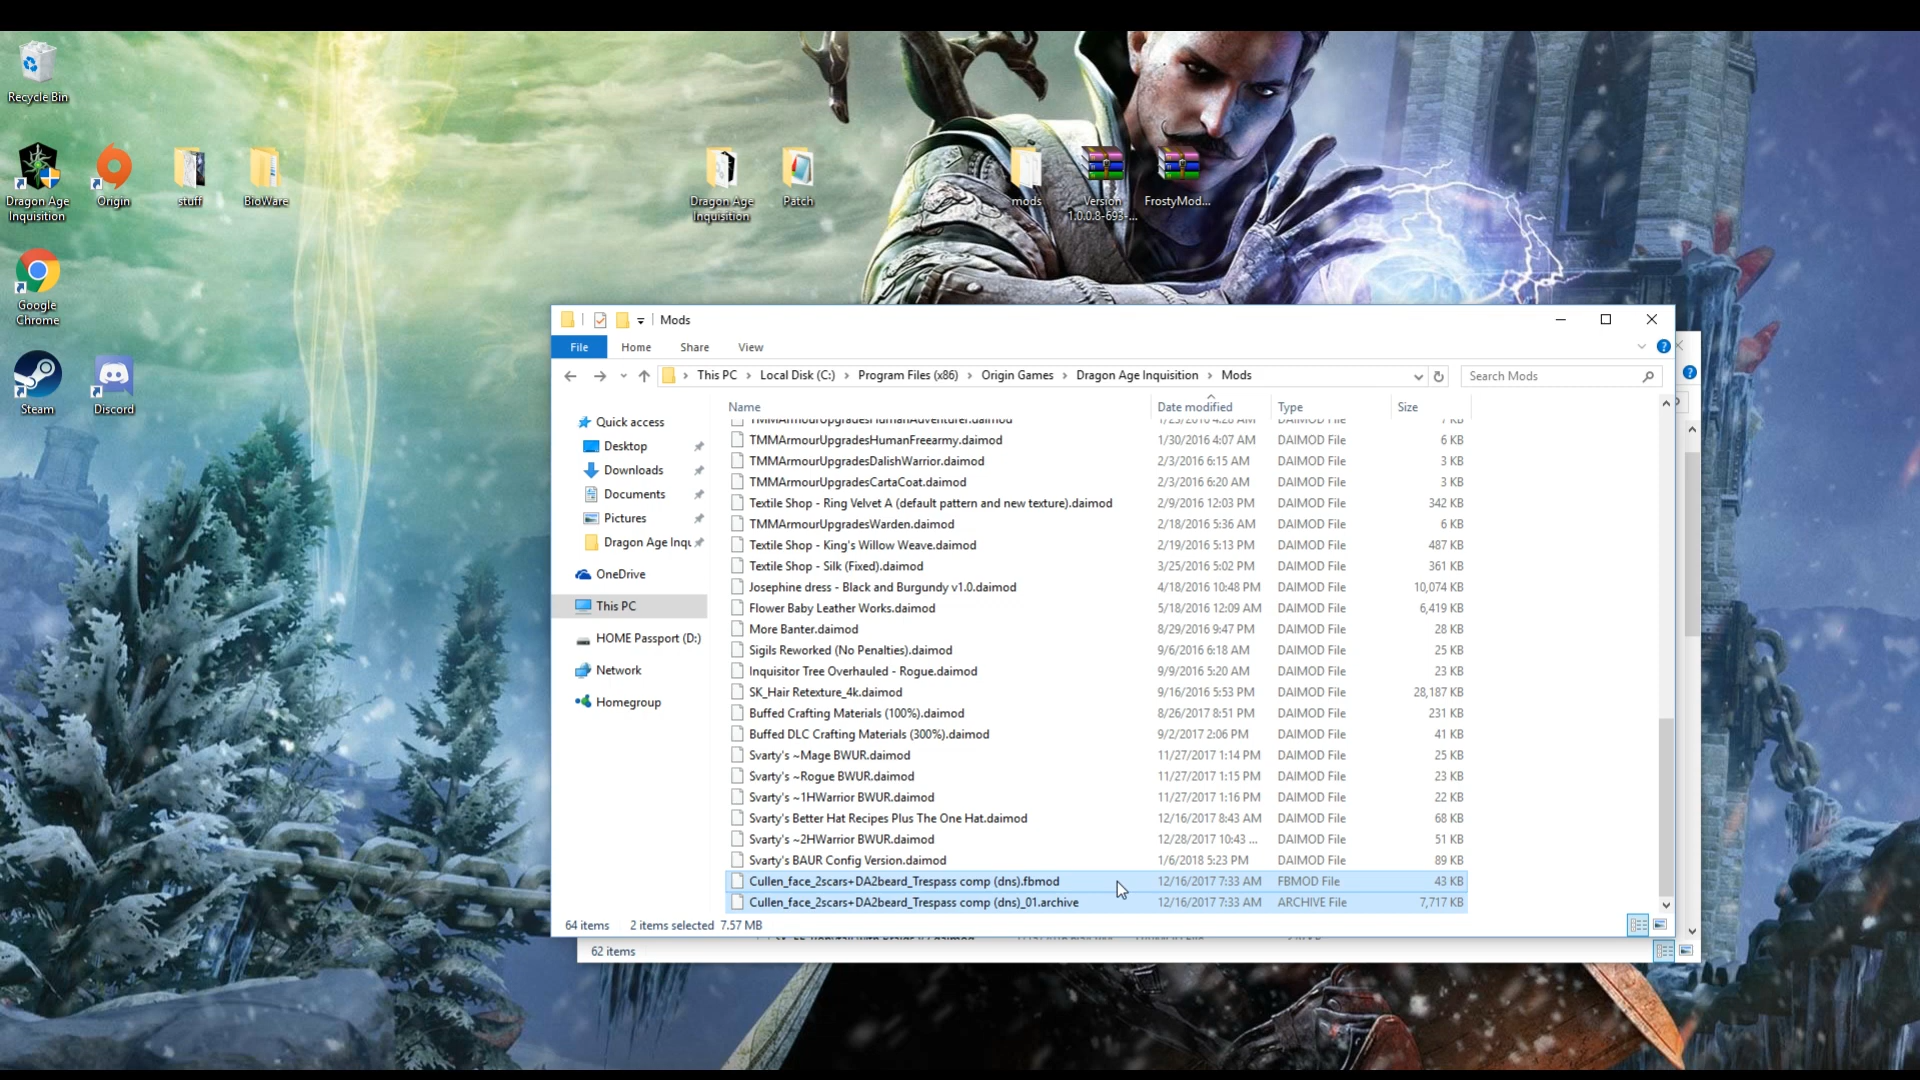 Recycle Bin
Dragon Age
Inquisition
Origin
stuff
BioWare
Dragon Age
Inquisition
Patch
mods
Version
1.0.0.8-693-...
FrostyMod...
Google
Chrome
Steam
Discord
Mods
File
Home
Share
View
This PC > Local Disk (C:) > Program Files (x86) > Origin Games > Dragon Age Inquisition > Mods
Search Mods
Quick access
Desktop
Downloads
Documents
Pictures
Dragon Age Inqu
OneDrive
This PC
HOME Passport (D:)
Network
Homegroup
Name Date modified Type Size
TMMArmourUpgradesHumanAdventurer.daimod DAIMOD File 7 KB
TMMArmourUpgradesHumanFreearmy.daimod 1/30/2016 4:07 AM DAIMOD File 6 KB
TMMArmourUpgradesDalishWarrior.daimod 2/3/2016 6:15 AM DAIMOD File 3 KB
TMMArmourUpgradesCartaCoat.daimod 2/3/2016 6:20 AM DAIMOD File 3 KB
Textile Shop - Ring Velvet A (default pattern and new texture).daimod 2/9/2016 12:03 PM DAIMOD File 342 KB
TMMArmourUpgradesWarden.daimod 2/18/2016 5:36 AM DAIMOD File 6 KB
Textile Shop - King's Willow Weave.daimod 2/19/2016 5:13 PM DAIMOD File 487 KB
Textile Shop - Silk (Fixed).daimod 3/25/2016 5:02 PM DAIMOD File 361 KB
Josephine dress - Black and Burgundy v1.0.daimod 4/18/2016 10:48 PM DAIMOD File 10,074 KB
Flower Baby Leather Works.daimod 5/18/2016 12:09 AM DAIMOD File 6,419 KB
More Banter.daimod 8/29/2016 9:47 PM DAIMOD File 28 KB
Sigils Reworked (No Penalties).daimod 9/6/2016 6:18 AM DAIMOD File 25 KB
Inquisitor Tree Overhauled - Rogue.daimod 9/9/2016 5:20 AM DAIMOD File 23 KB
SK_Hair Retexture_4k.daimod 9/16/2016 5:53 PM DAIMOD File 28,187 KB
Buffed Crafting Materials (100%).daimod 8/26/2017 8:51 PM DAIMOD File 231 KB
Buffed DLC Crafting Materials (300%).daimod 9/2/2017 2:06 PM DAIMOD File 41 KB
Svarty's ~Mage BWUR.daimod 11/27/2017 1:14 PM DAIMOD File 25 KB
Svarty's ~Rogue BWUR.daimod 11/27/2017 1:15 PM DAIMOD File 23 KB
Svarty's ~1HWarrior BWUR.daimod 11/27/2017 1:16 PM DAIMOD File 22 KB
Svarty's Better Hat Recipes Plus The One Hat.daimod 12/16/2017 8:43 AM DAIMOD File 68 KB
Svarty's ~2HWarrior BWUR.daimod 12/28/2017 10:43 ... DAIMOD File 51 KB
Svarty's BAUR Config Version.daimod 1/6/2018 5:23 PM DAIMOD File 89 KB
Cullen_face_2scars+DA2beard_Trespass comp (dns).fbmod 12/16/2017 7:33 AM FBMOD File 43 KB
Cullen_face_2scars+DA2beard_Trespass comp (dns)_01.archive 12/16/2017 7:33 AM ARCHIVE File 7,717 KB
64 items 2 items selected 7.57 MB
62 items